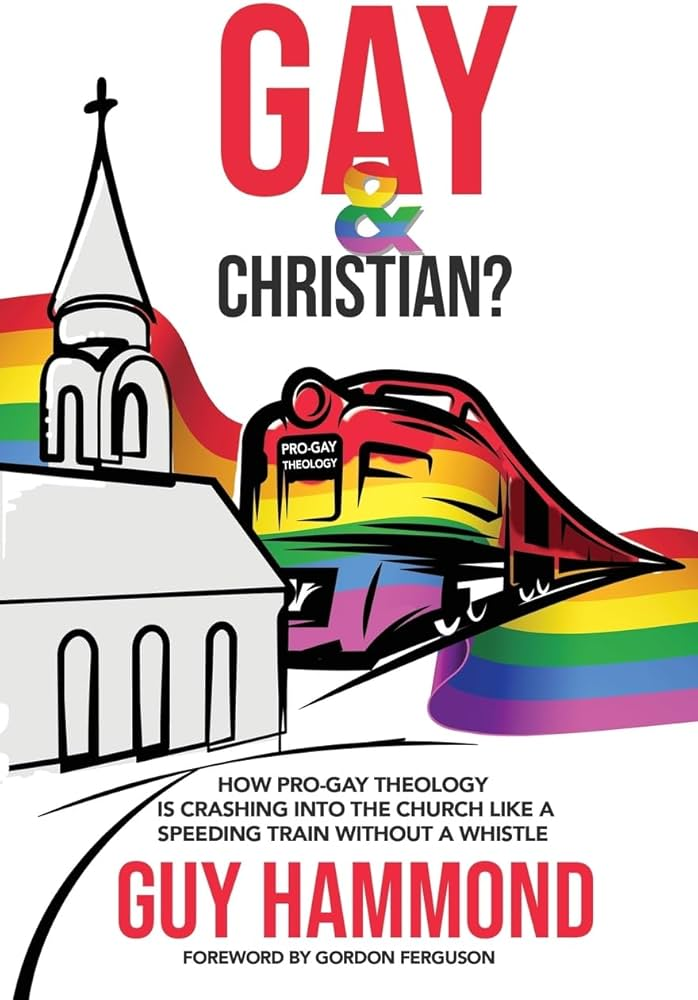 GAY
&
CHRISTIAN?
PRO-GAY
THEOLOGY
HOW PRO-GAY THEOLOGY
IS CRASHING INTO THE CHURCH LIKE A
SPEEDING TRAIN WITHOUT A WHISTLE
GUY HAMMOND
FOREWORD BY GORDON FERGUSON